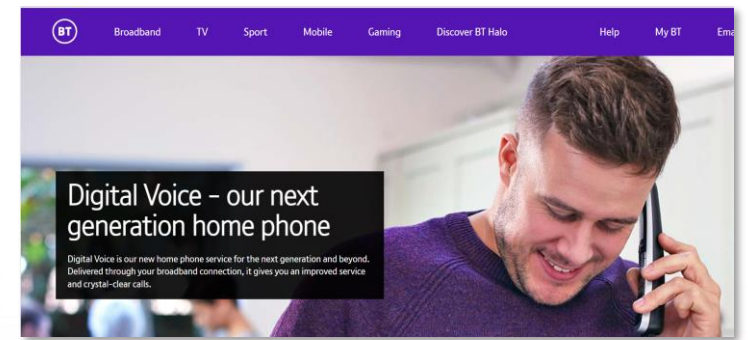 BT Broadband TV Sport Mobile Gaming Discover BT Halo Help My BT
Digital Voice – our next
generation home phone
Digital Voice is our new home phone service for the next generation and beyond.
Delivered through your broadband connection, it gives you an improved service
and crystal-clear calls.